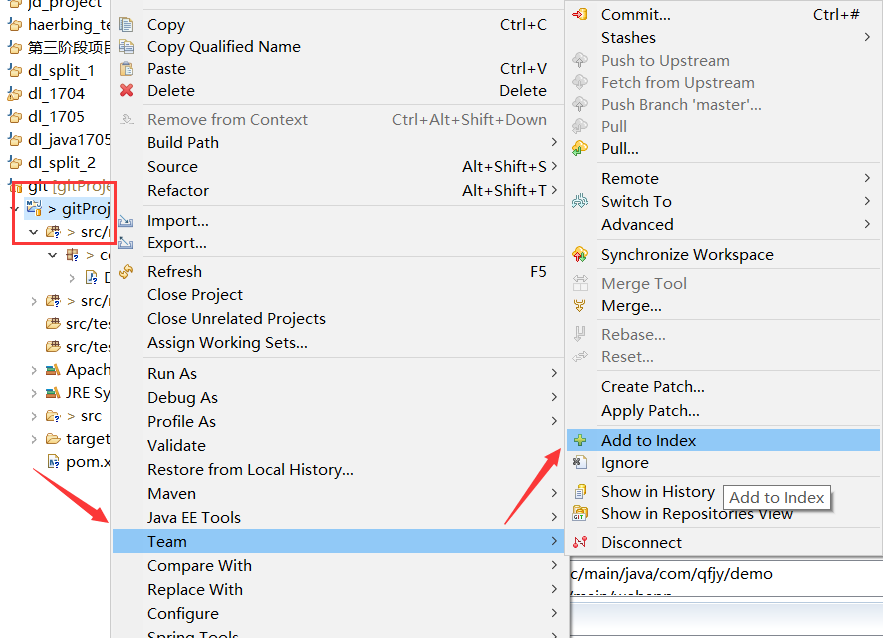 jd_project
haerbing_te
第三阶段项目
dl_split_1
dl_1704
dl_1705
dl_java1705
dl_split_2
git [gitProje
> gitProj
> src/
> c
> src/
src/tes
src/tes
Apach
JRE Sy
> src
target
pom.x
Copy Ctrl+C
Copy Qualified Name
Paste Ctrl+V
Delete Delete
Remove from Context Ctrl+Alt+Shift+Down
Build Path
Source Alt+Shift+S
Refactor Alt+Shift+T
Import...
Export...
Refresh F5
Close Project
Close Unrelated Projects
Assign Working Sets...
Run As
Debug As
Profile As
Validate
Restore from Local History...
Maven
Java EE Tools
Team
Compare With
Replace With
Configure
Spring Tools
Commit... Ctrl+#
Stashes
Push to Upstream
Fetch from Upstream
Push Branch 'master'...
Pull
Pull...
Remote
Switch To
Advanced
Synchronize Workspace
Merge Tool
Merge...
Rebase...
Reset...
Create Patch...
Apply Patch...
Add to Index
Ignore
Show in History
Add to Index
Show in Repositories View
Disconnect
c/main/java/com/qfjy/demo
/main/webapp